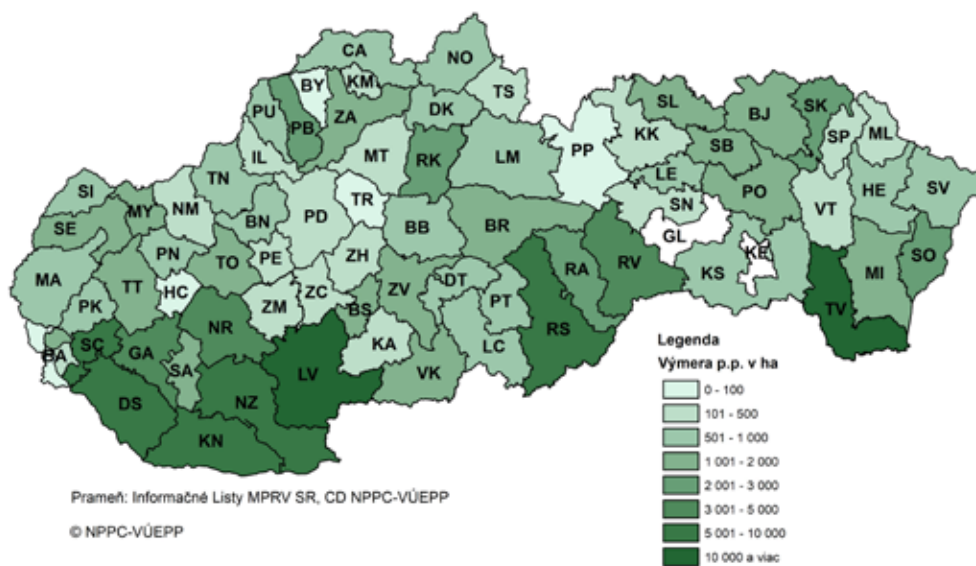 CA
NO
BY
KM
TS
PU
PB
ZA
DK
SL
BJ
SK
KK
SP
ML
IL
MT
RK
LM
PP
SB
TN
LE
PO
HE
SV
SI
NM
BN
PD
TR
SN
VT
MY
SE
BB
BR
GL
KE
PN
PE
ZH
MA
TO
KS
MI
SO
TT
HC
ZM
ZC
BS
ZV
DT
RA
RV
PK
PT
TV
NR
RS
BA
SC
GA
SA
LV
KA
LC
DS
NZ
VK
KN
Legenda
Výmera p.p. v ha
0 - 100
101 - 500
501 - 1 000
1 001 - 2 000
2 001 - 3 000
3 001 - 5 000
5 001 - 10 000
10 000 a viac
Prameň: Informačné Listy MPRV SR, CD NPPC-VÚEPP
© NPPC-VÚEPP